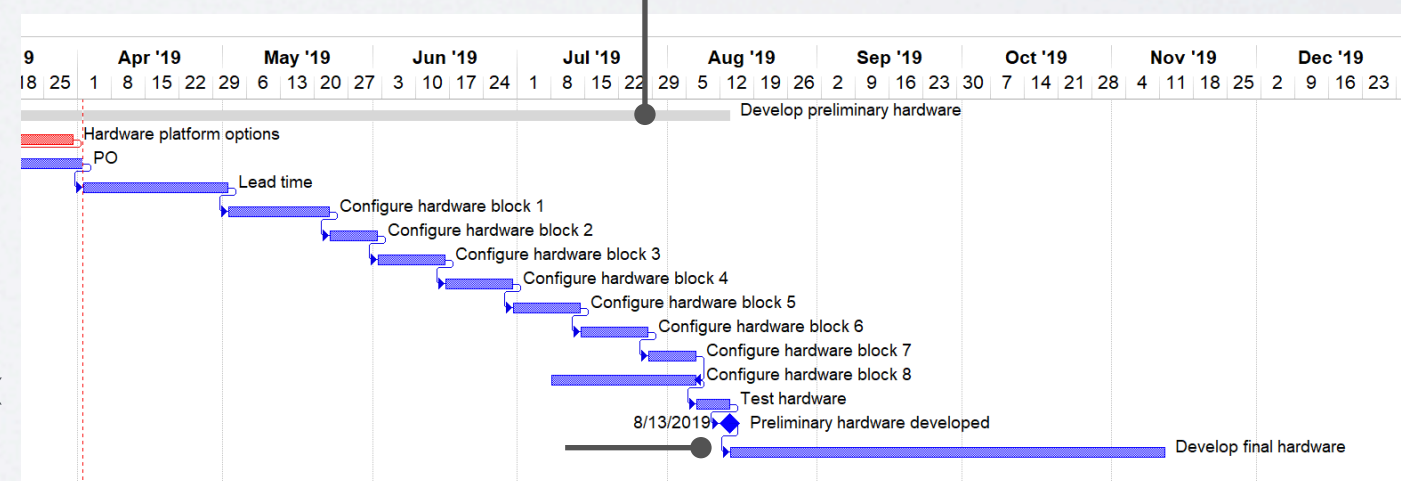 9 Apr '19 May '19 Jun '19 Jul '19 Aug '19 Sep '19 Oct '19 Nov '19 Dec '19
18 25 1 8 15 22 29 6 13 20 27 3 10 17 24 1 8 15 22 29 5 12 19 26 2 9 16 23 30 7 14 21 28 4 11 18 25 2 9 16 23
Develop preliminary hardware
Hardware platform options
PO
Lead time
Configure hardware block 1
Configure hardware block 2
Configure hardware block 3
Configure hardware block 4
Configure hardware block 5
Configure hardware block 6
Configure hardware block 7
Configure hardware block 8
Test hardware
8/13/2019 Preliminary hardware developed
Develop final hardware